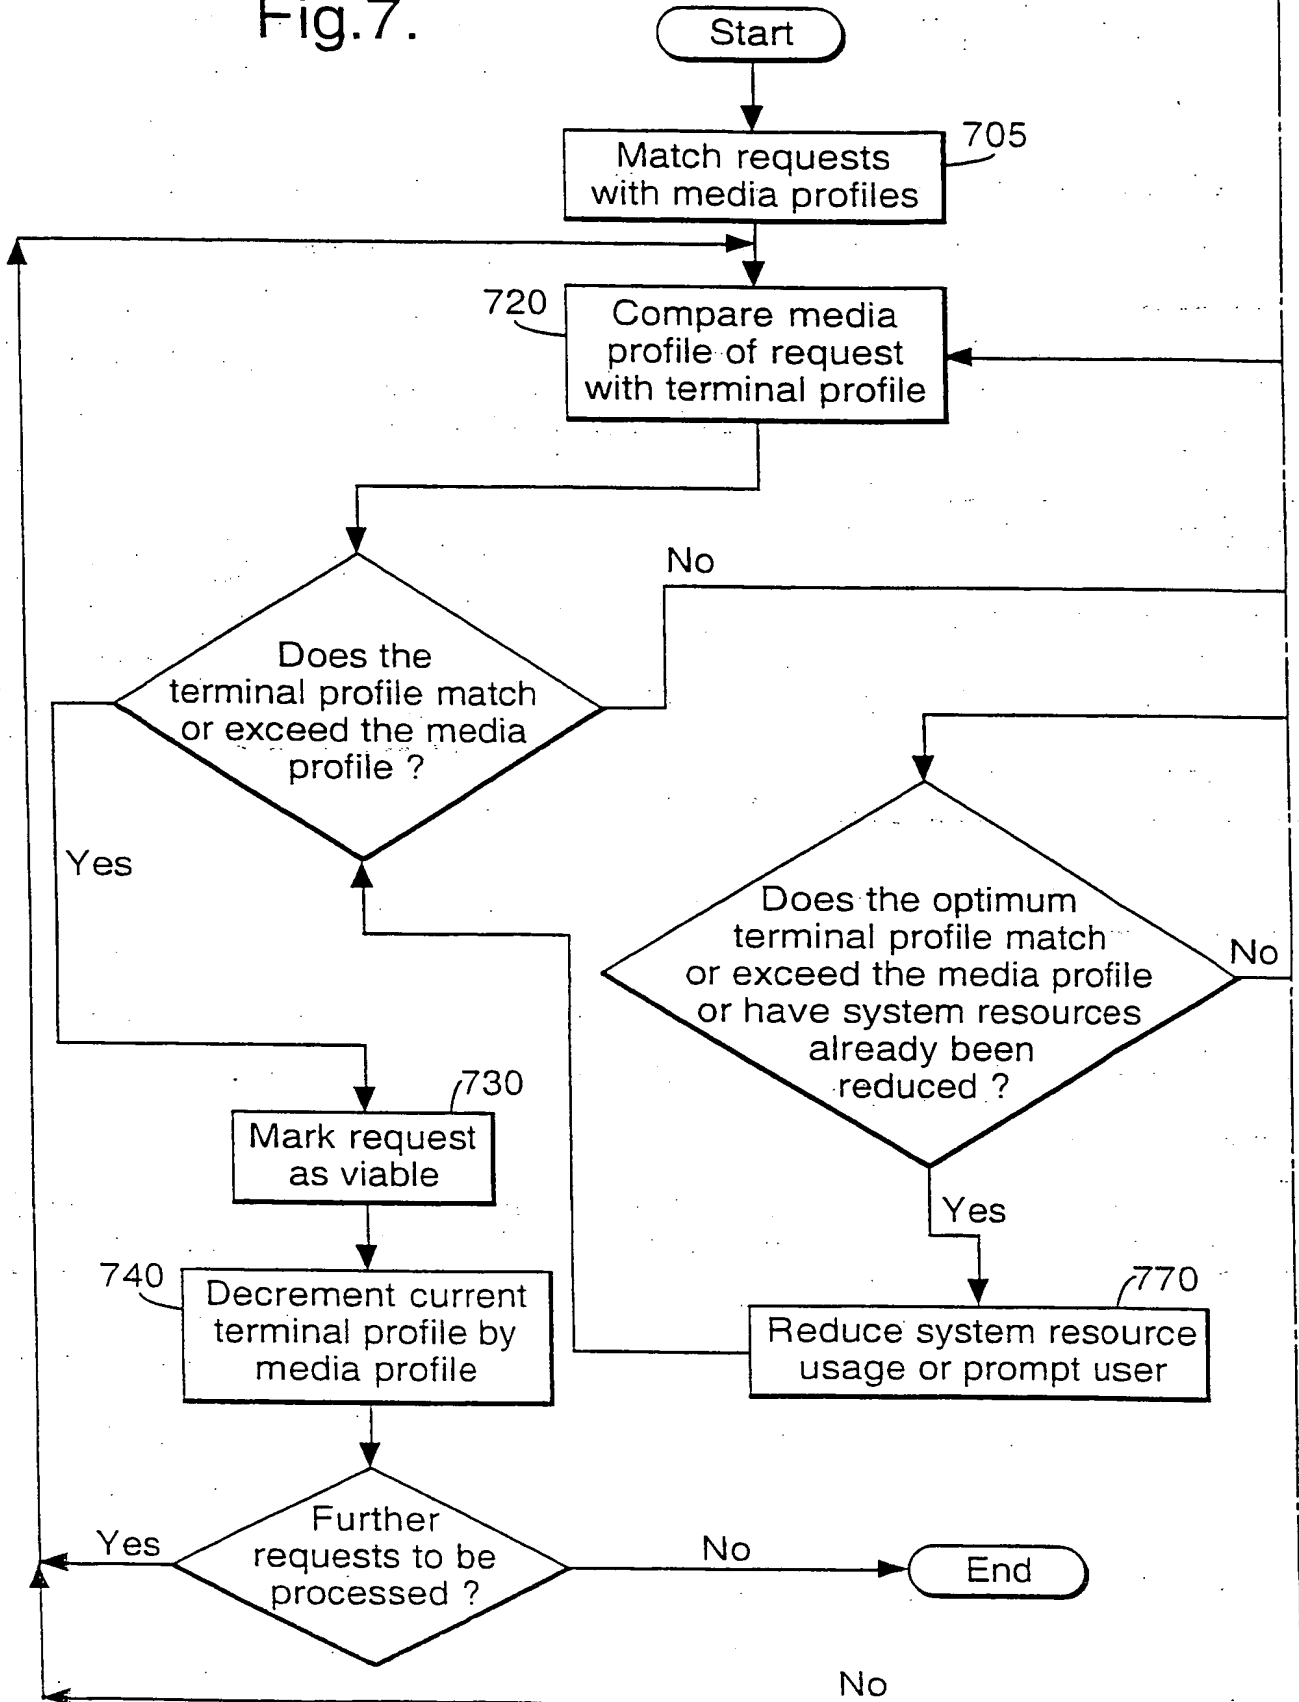 Fig.7.
Start
705
Match requests
with media profiles
720
Compare media
profile of request
with terminal profile
No
Does the
terminal profile match
or exceed the media
profile ?
Yes
Does the optimum
terminal profile match
or exceed the media profile
or have system resources
already been
reduced ?
No
730
Mark request
as viable
Yes
740
Decrement current
terminal profile by
media profile
770
Reduce system resource
usage or prompt user
Further
requests to be
processed ?
Yes
No
End
No